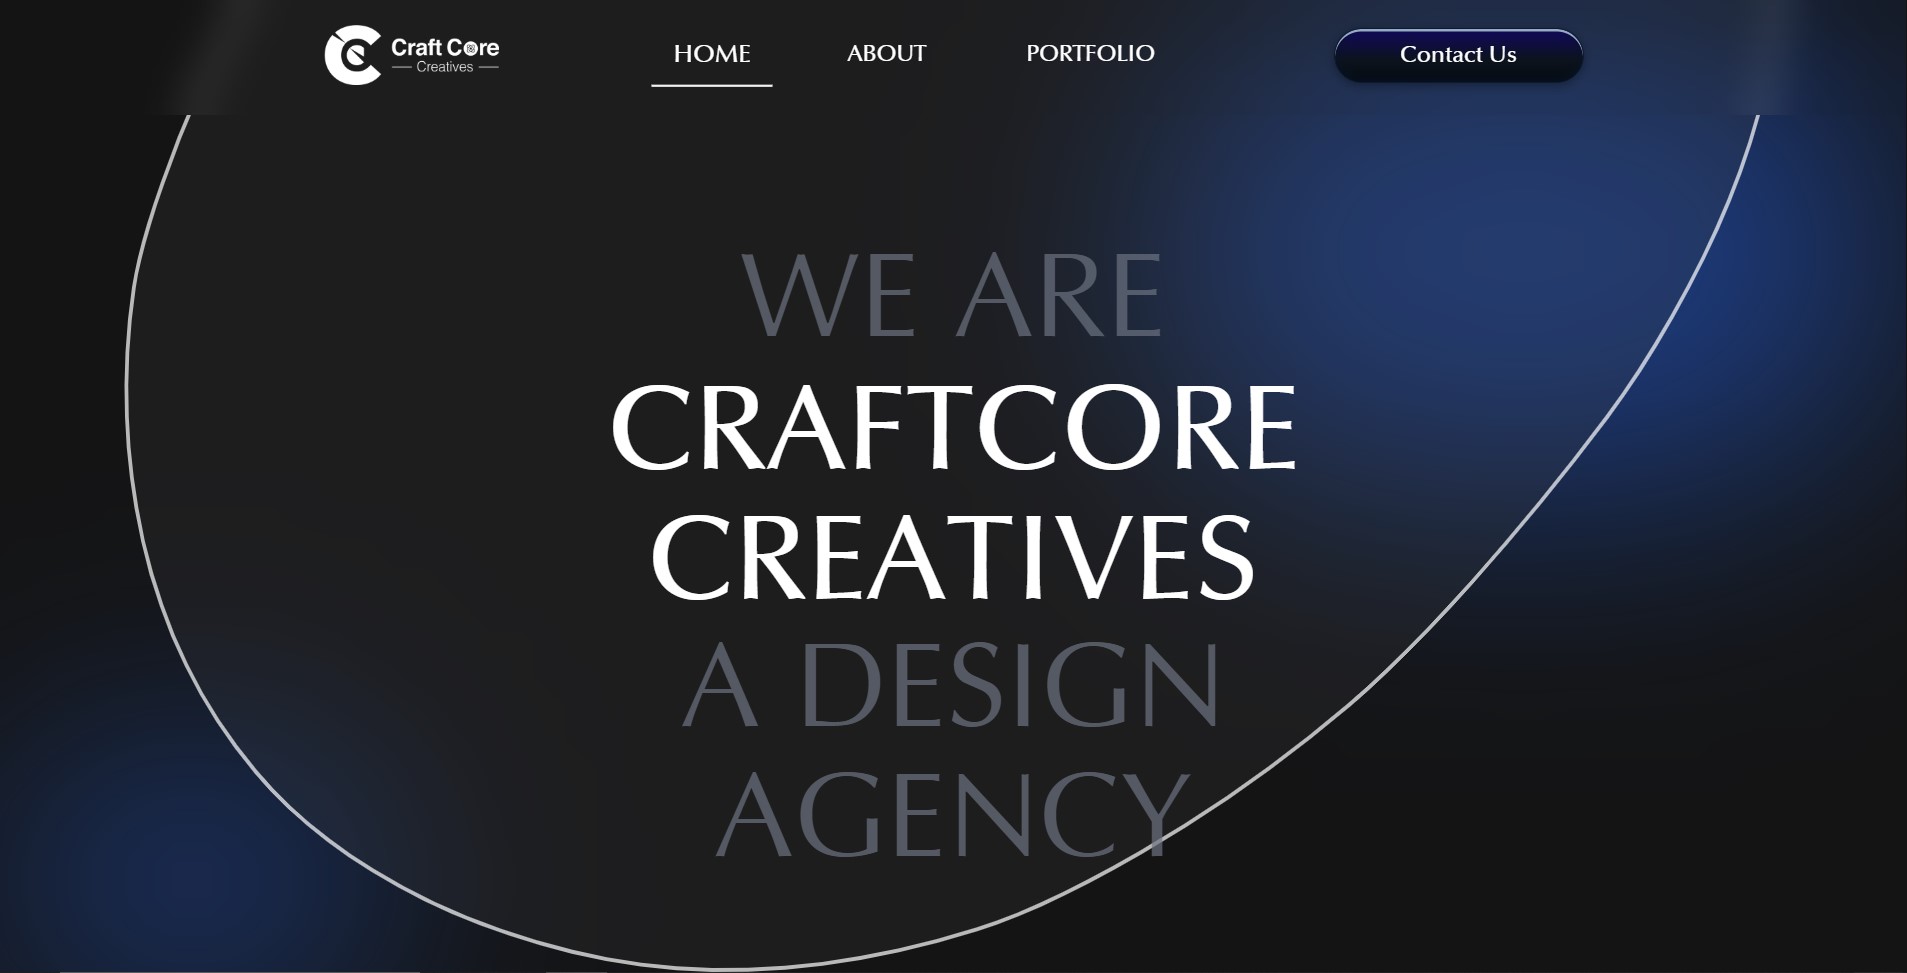 Craft Core
Creatives
HOME
ABOUT
PORTFOLIO
Contact Us
WE ARE
CRAFTCORE
CREATIVES
A DESIGN
AGENCY